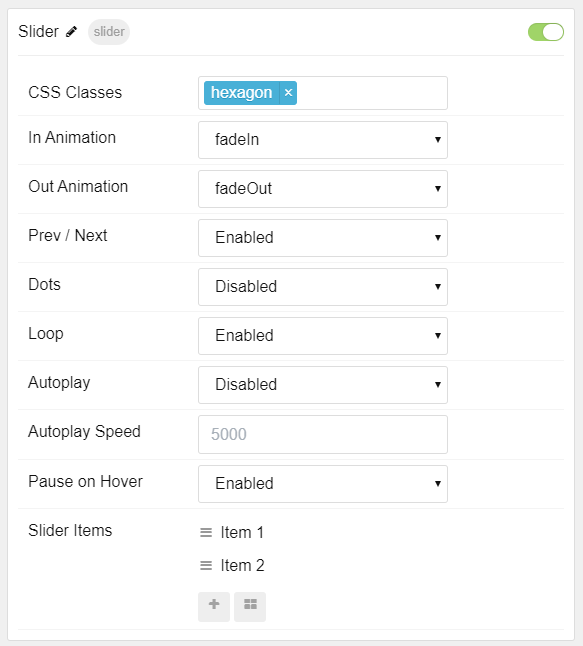 Slider slider
CSS Classes hexagon ×
In Animation fadeIn
Out Animation fadeOut
Prev / Next Enabled
Dots Disabled
Loop Enabled
Autoplay Disabled
Autoplay Speed 5000
Pause on Hover Enabled
Slider Items Item 1
Item 2